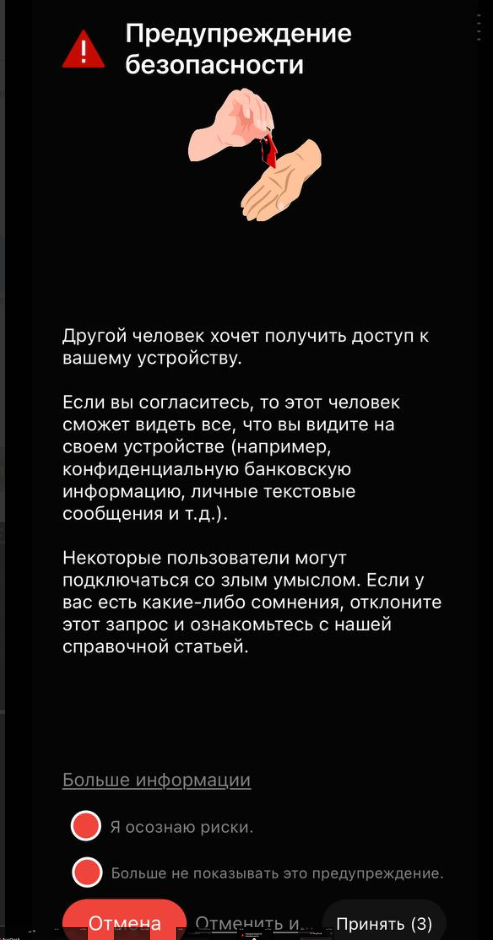 Предупреждение
безопасности
Другой человек хочет получить доступ к
вашему устройству.
Если вы согласитесь, то этот человек
сможет видеть все, что вы видите на
своем устройстве (например,
конфиденциальную банковскую
информацию, личные текстовые
сообщения и т.д.).
Некоторые пользователи могут
подключаться со злым умыслом. Если у
вас есть какие-либо сомнения, отклоните
этот запрос и ознакомьтесь с нашей
справочной статьей.
Больше информации
Я осознаю риски.
Больше не показывать это предупреждение.
Отмена Отменить и... Принять (3)